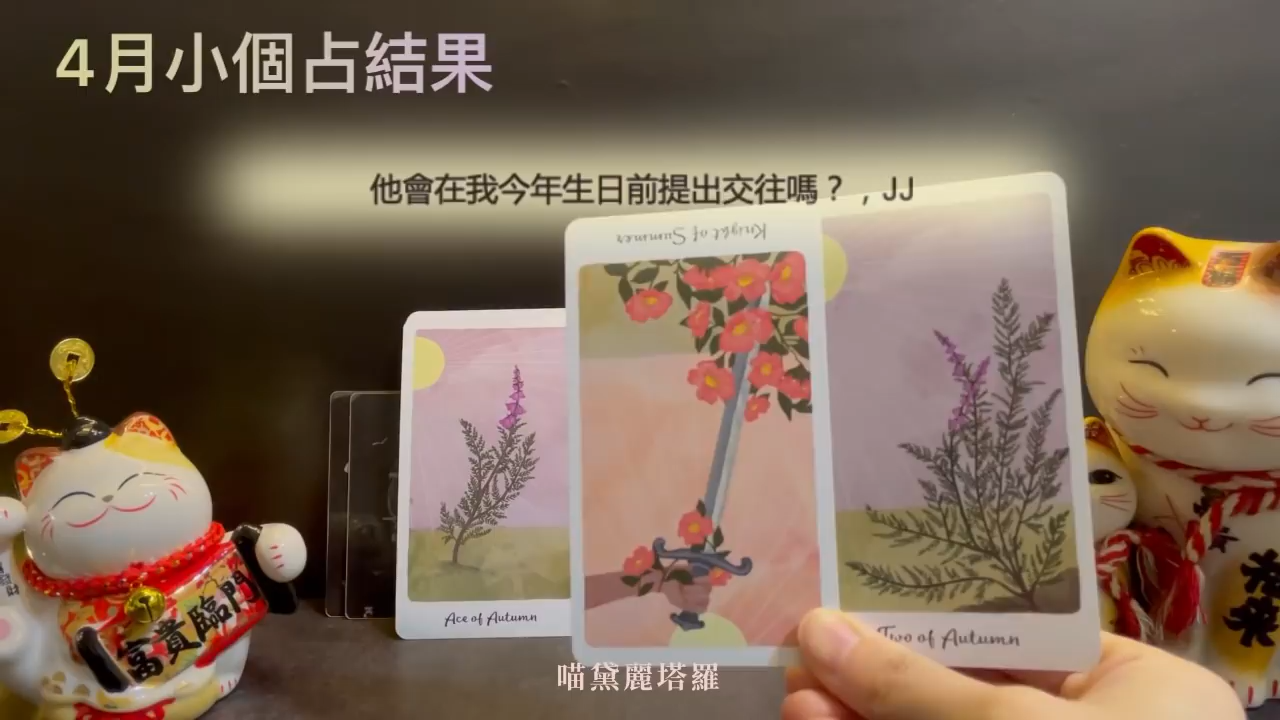 4月小個占結果
他會在我今年生日前提出交往嗎？，JJ
Knight of Summer
Ace of Autumn
Two of Autumn
富貴臨門
喵黛麗塔羅